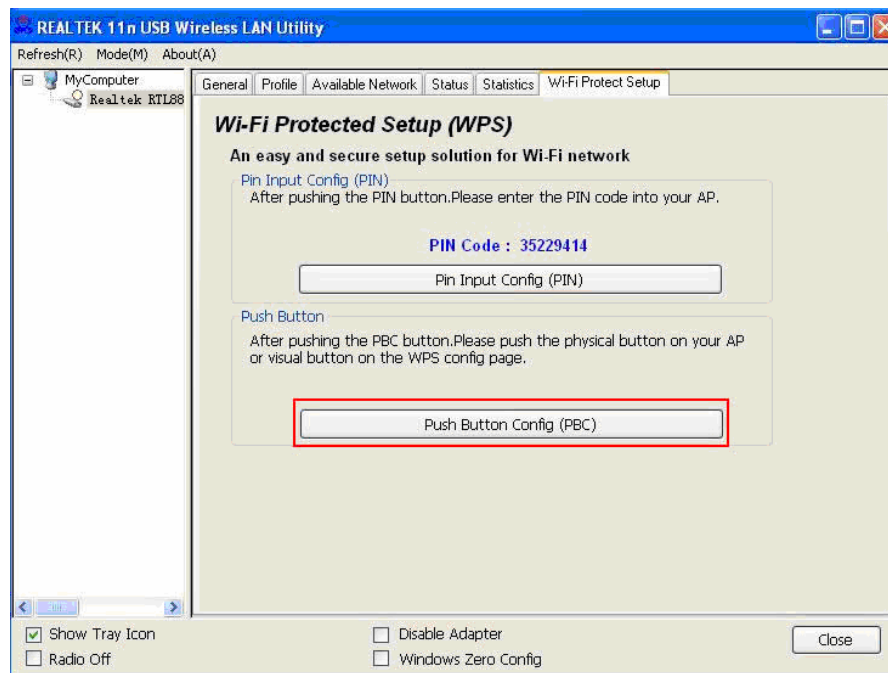 REALTEK 11n USB Wireless LAN Utility
Refresh(R) Mode(M) About(A)
MyComputer
Realtek RTL88
General Profile Available Network Status Statistics Wi-Fi Protect Setup
Wi-Fi Protected Setup (WPS)
An easy and secure setup solution for Wi-Fi network
Pin Input Config (PIN)
After pushing the PIN button.Please enter the PIN code into your AP.
PIN Code : 35229414
Pin Input Config (PIN)
Push Button
After pushing the PBC button.Please push the physical button on your AP
or visual button on the WPS config page.
Push Button Config (PBC)
Show Tray Icon
Disable Adapter
Close
Radio Off
Windows Zero Config